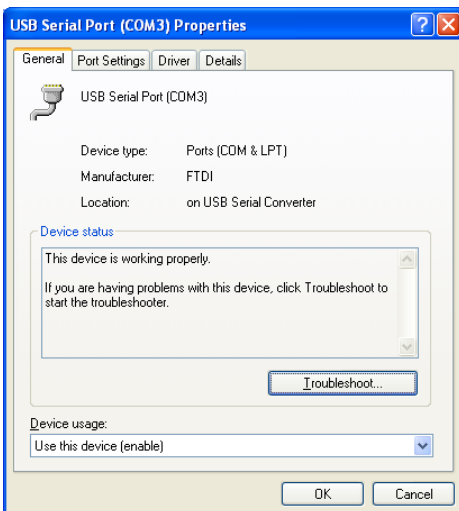 USB Serial Port (COM3) Properties
General Port Settings Driver Details
USB Serial Port (COM3)
Device type: Ports (COM & LPT)
Manufacturer: FTDI
Location: on USB Serial Converter
Device status
This device is working properly.
If you are having problems with this device, click Troubleshoot to
start the troubleshooter.
Troubleshoot...
Device usage:
Use this device (enable)
OK Cancel